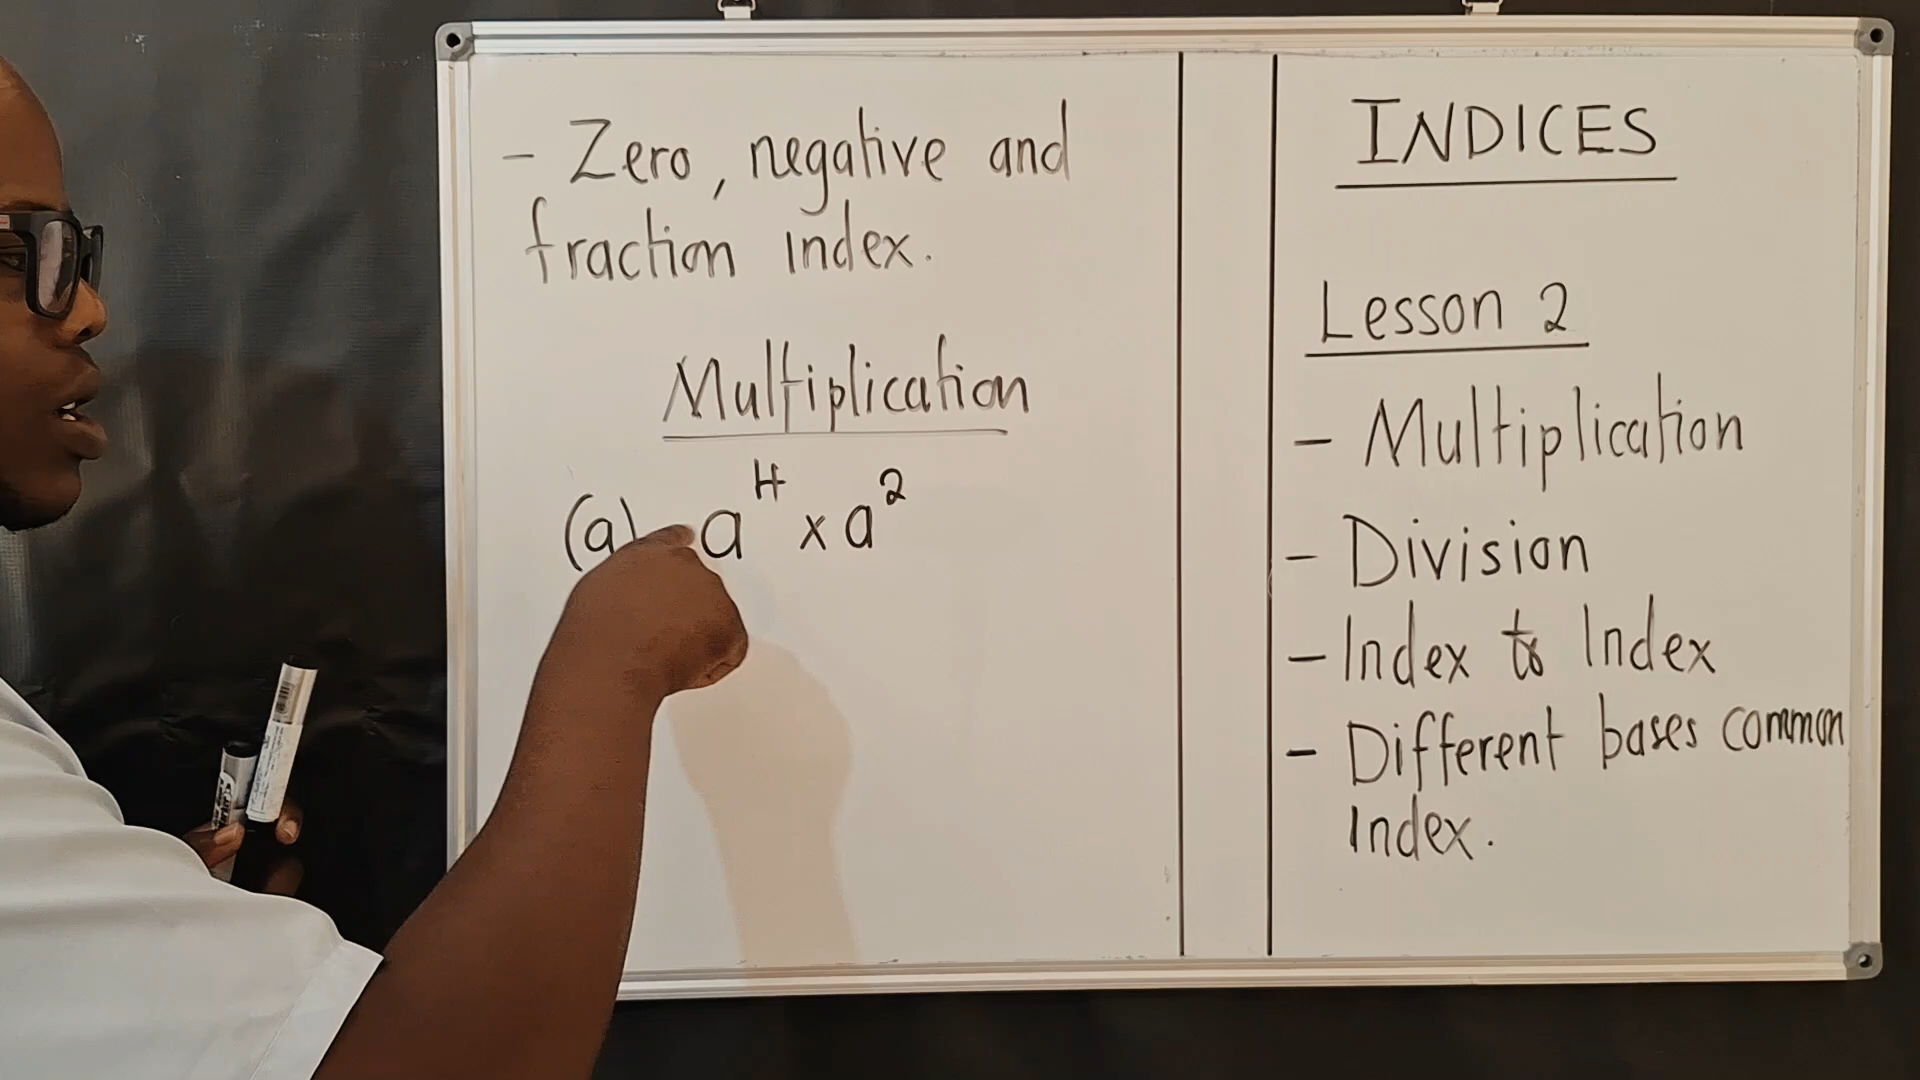 - Zero, negative and
fraction index.
Multiplication
(a) a⁴ x a²
INDICES
Lesson 2
- Multiplication
- Division
- Index to Index
- Different bases common
Index.